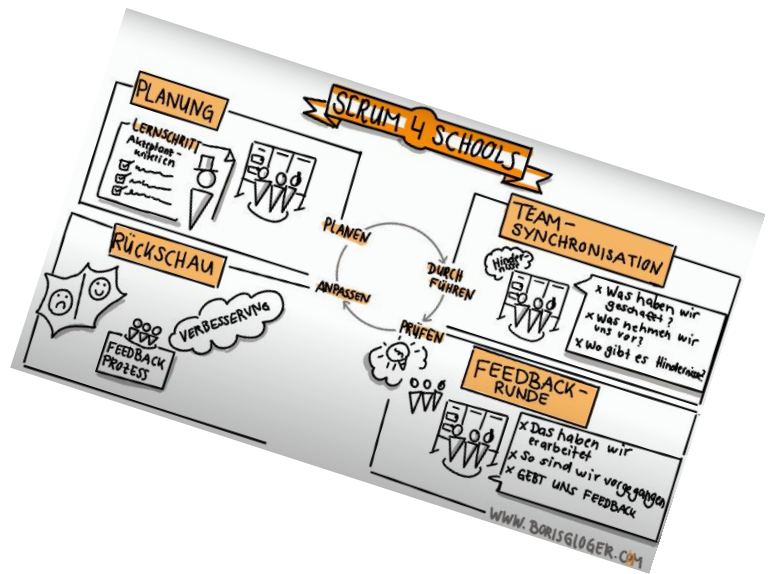 SCRUM 4 SCHOOLS
PLANUNG
LERNSCHRITT
Akzeptanz-
kriterien
PLANEN
DURCH
FÜHREN
PRÜFEN
ANPASSEN
TEAM-
SYNCHRONISATION
Hinder
nisse
x Was haben wir
geschafft?
x Was nehmen wir
uns vor?
x Wo gibt es Hindernisse?
RÜCKSCHAU
VERBESSERUNG
FEEDBACK
PROZESS
FEEDBACK-
RUNDE
x Das haben wir
erarbeitet
x So sind wir vorgegangen
x GEBT UNS FEEDBACK
WWW.BORISGLOGER.COM